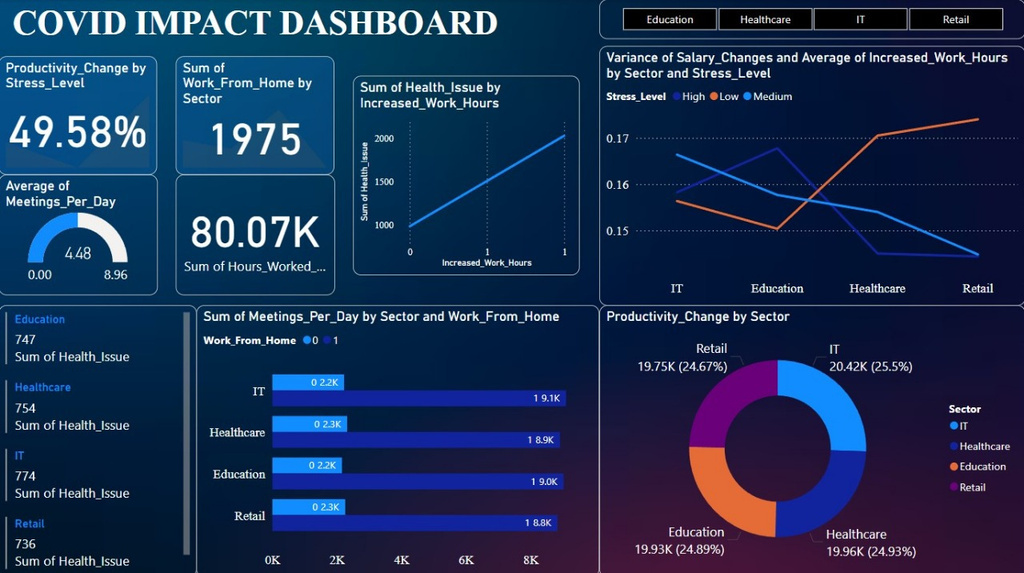 COVID IMPACT DASHBOARD
Education
Healthcare
IT
Retail
Productivity_Change by
Stress_Level
49.58%
Sum of
Work_From_Home by
Sector
1975
Average of
Meetings_Per_Day
4.48
0.00
8.96
80.07K
Sum of Hours_Worked_...
Sum of Health_Issue by
Increased_Work_Hours
Sum of Health_Issue
2000
1500
1000
0
1
1
Increased_Work_Hours
Variance of Salary_Changes and Average of Increased_Work_Hours
by Sector and Stress_Level
Stress_Level High Low Medium
0.17
0.16
0.15
IT
Education
Healthcare
Retail
Education
747
Sum of Health_Issue
Healthcare
754
Sum of Health_Issue
IT
774
Sum of Health_Issue
Retail
736
Sum of Health_Issue
Sum of Meetings_Per_Day by Sector and Work_From_Home
Work_From_Home 0 1
IT
0 2.2K
1 9.1K
Healthcare
0 2.3K
1 8.9K
Education
0 2.2K
1 9.0K
Retail
0 2.3K
1 8.8K
0K
2K
4K
6K
8K
Productivity_Change by Sector
Retail
19.75K (24.67%)
IT
20.42K (25.5%)
Education
19.93K (24.89%)
Healthcare
19.96K (24.93%)
Sector
IT
Healthcare
Education
Retail